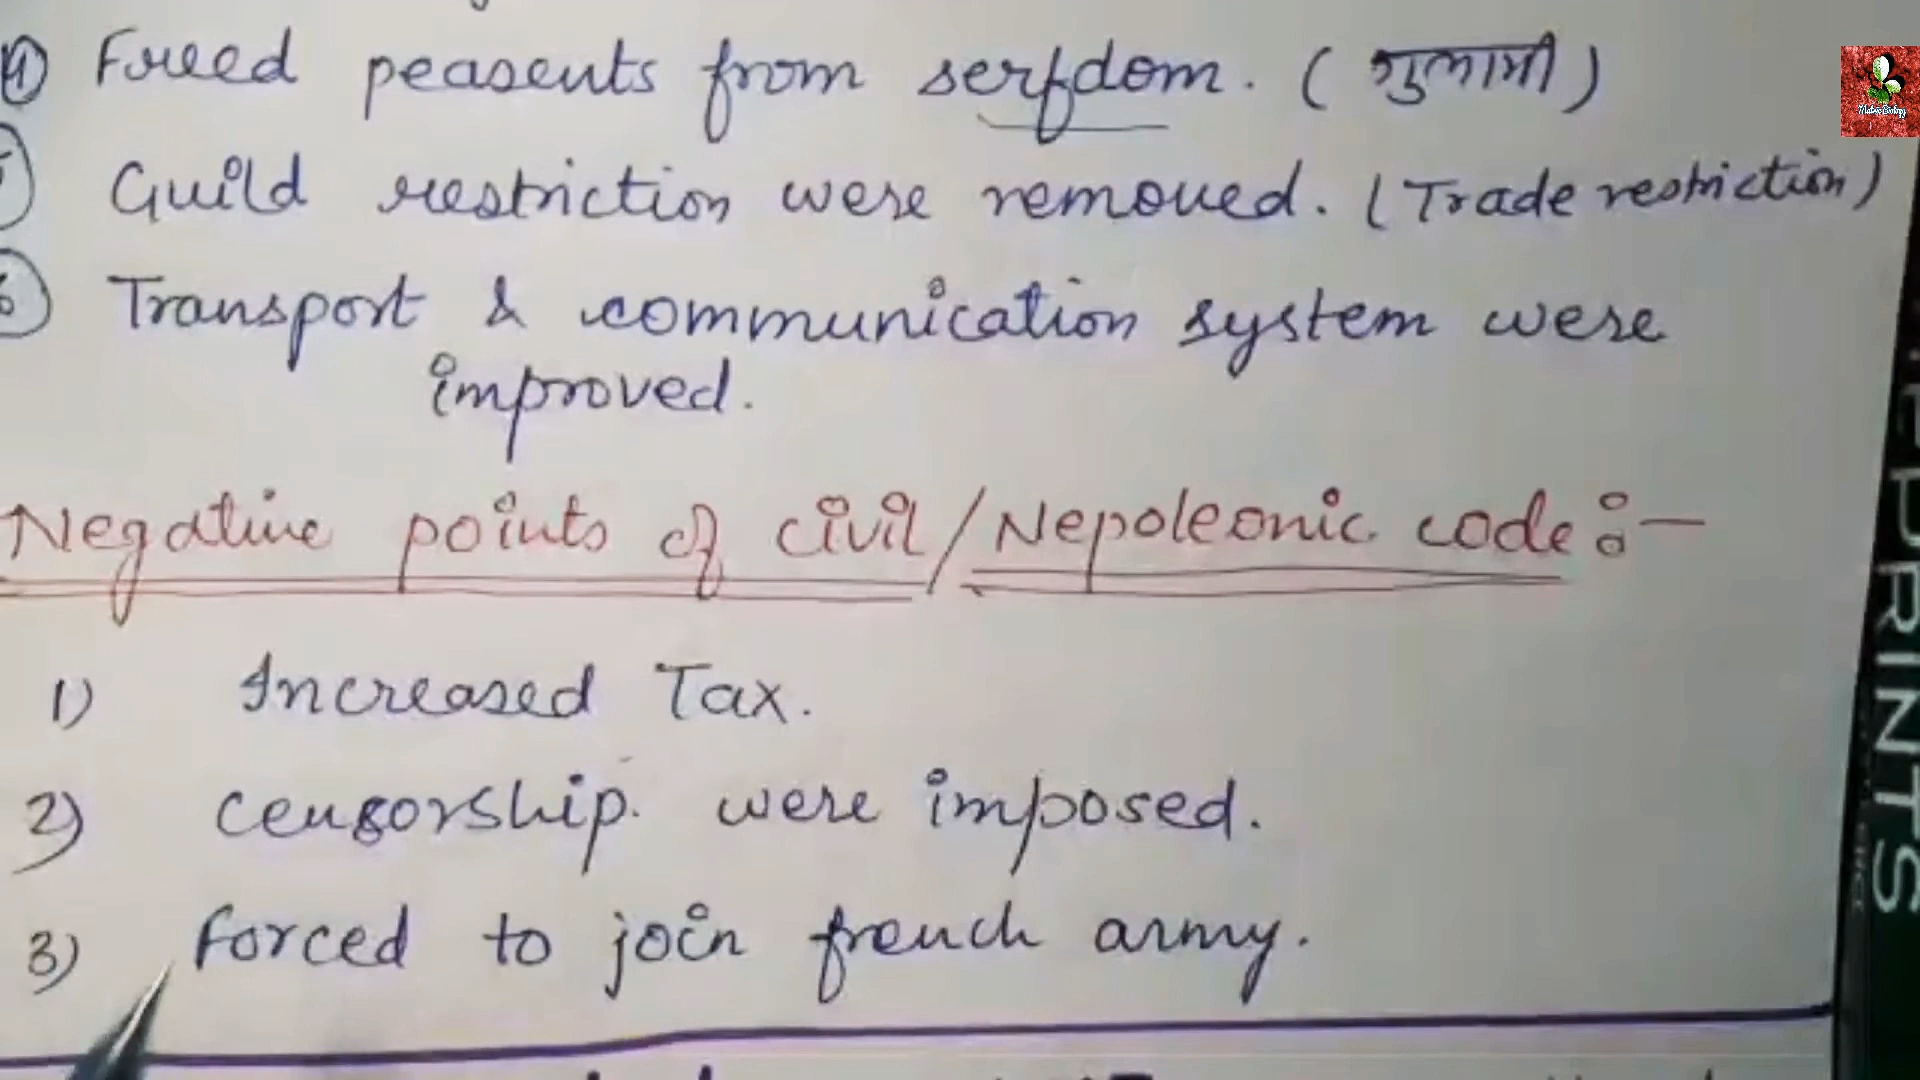 4 Freed peasents from serfdom. (गुलामी)
5 Guild restriction were removed. (Trade restriction)
6 Transport & communication system were
improved.
Negative points of civil/Nepoleonic code:-
1) Increased Tax.
2) censorship. were imposed.
3) forced to join french army.
PRINTS